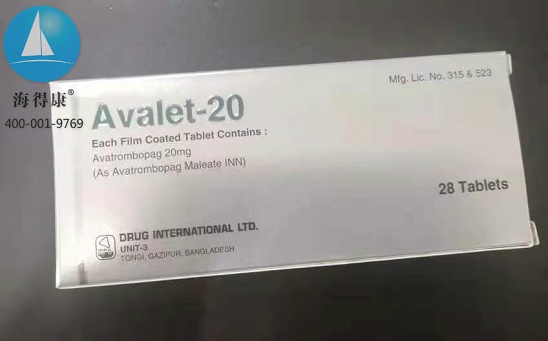 海得康®
400-001-9769
Mfg. Lic. No. 315 & 523
Avalet-20
Each Film Coated Tablet Contains :
Avatrombopag 20mg
(As Avatrombopag Maleate INN)
28 Tablets
DRUG INTERNATIONAL LTD.
UNIT-3
TONGI, GAZIPUR, BANGLADESH